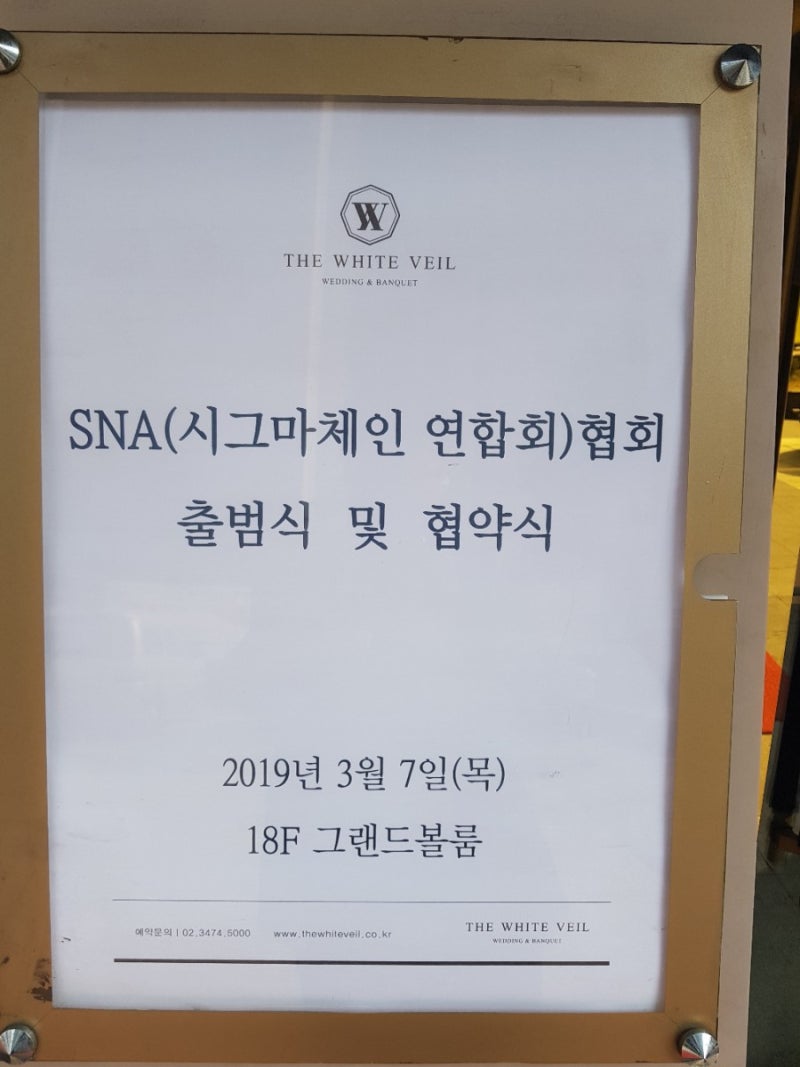 W
THE WHITE VEIL
WEDDING & BANQUET
SNA(시그마체인 연합회)협회
출범식 및 협약식
2019년 3월 7일(목)
18F 그랜드볼룸
예약문의 | 02.3474.5000 www.thewhiteveil.co.kr THE WHITE VEIL
WEDDING & BANQUET